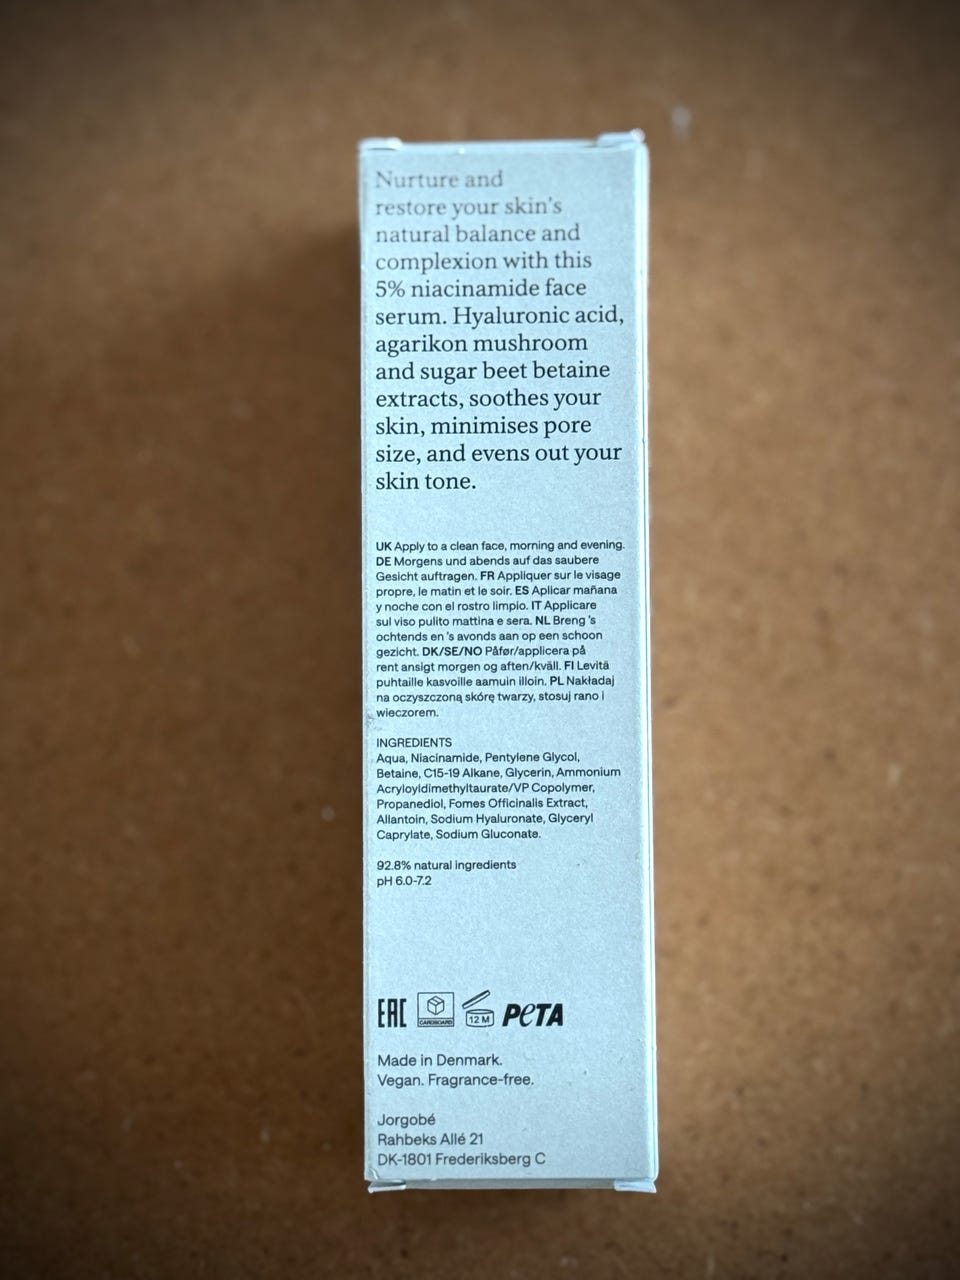 Nurture and
restore your skin's
natural balance and
complexion with this
5% niacinamide face
serum. Hyaluronic acid,
agarikon mushroom
and sugar beet betaine
extracts, soothes your
skin, minimises pore
size, and evens out your
skin tone.
UK Apply to a clean face, morning and evening.
DE Morgens und abends auf das saubere
Gesicht auftragen. FR Appliquer sur le visage
propre, le matin et le soir. ES Aplicar mañana
y noche con el rostro limpio. IT Applicare
sul viso pulito mattina e sera. NL Breng 's
ochtends en 's avonds aan op een schoon
gezicht. DK/SE/NO Påfør/applicera på
rent ansigt morgen og aften/kväll. FI Levitä
puhtaille kasvoille aamuin illoin. PL Nakładaj
na oczyszczoną skórę twarzy, stosuj rano i
wieczorem.
INGREDIENTS
Aqua, Niacinamide, Pentylene Glycol,
Betaine, C15-19 Alkane, Glycerin, Ammonium
Acryloyldimethyltaurate/VP Copolymer,
Propanediol, Fomes Officinalis Extract,
Allantoin, Sodium Hyaluronate, Glyceryl
Caprylate, Sodium Gluconate.
92.8% natural ingredients
pH 6.0-7.2
EAC CARDBOARD 12 M PETA
Made in Denmark.
Vegan. Fragrance-free.
Jorgobé
Rahbeks Allé 21
DK-1801 Frederiksberg C